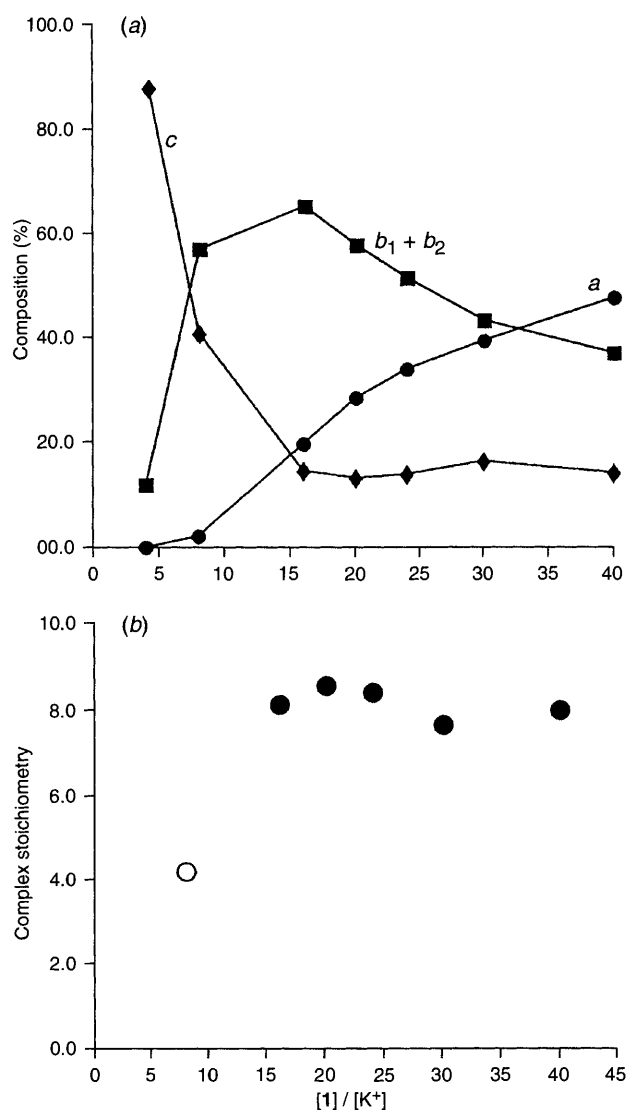 (a)
100.0
80.0
60.0
40.0
20.0
00.0
Composition (%)
c
b₁ + b₂
a
0 5 10 15 20 25 30 35 40
(b)
10.0
8.0
6.0
4.0
2.0
0.0
Complex stoichiometry
0 5 10 15 20 25 30 35 40 45
[1] / [K⁺]